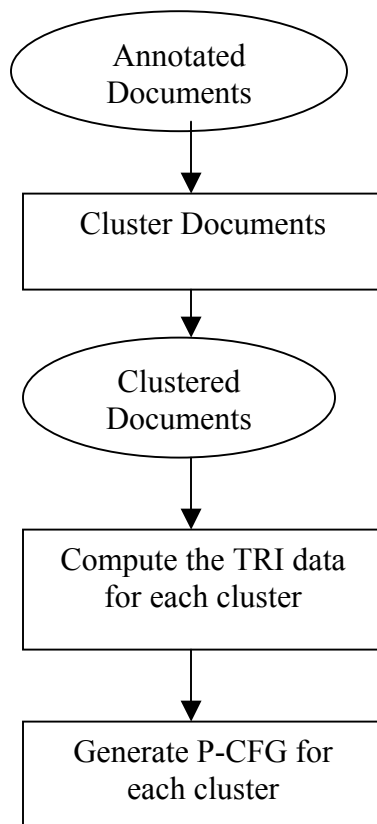 Annotated
Documents
Cluster Documents
Clustered
Documents
Compute the TRI data
for each cluster
Generate P-CFG for
each cluster